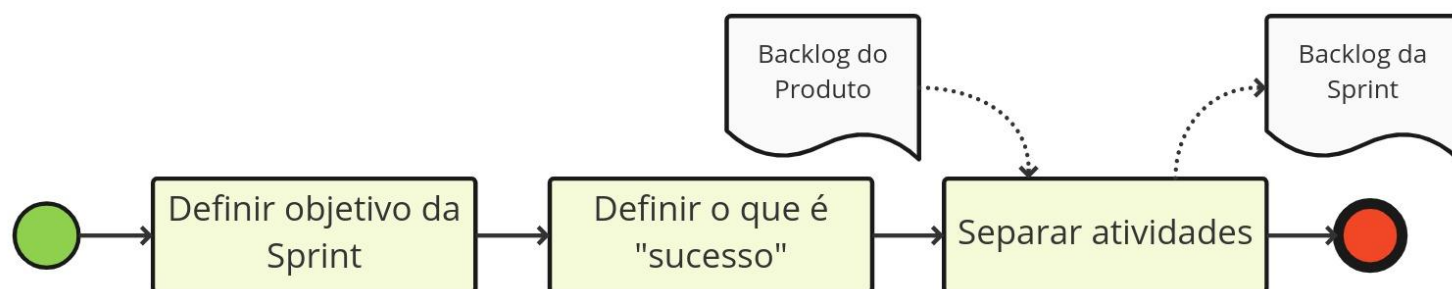 Backlog do
Produto
Backlog da
Sprint
Definir objetivo da
Sprint
Definir o que é
"sucesso"
Separar atividades